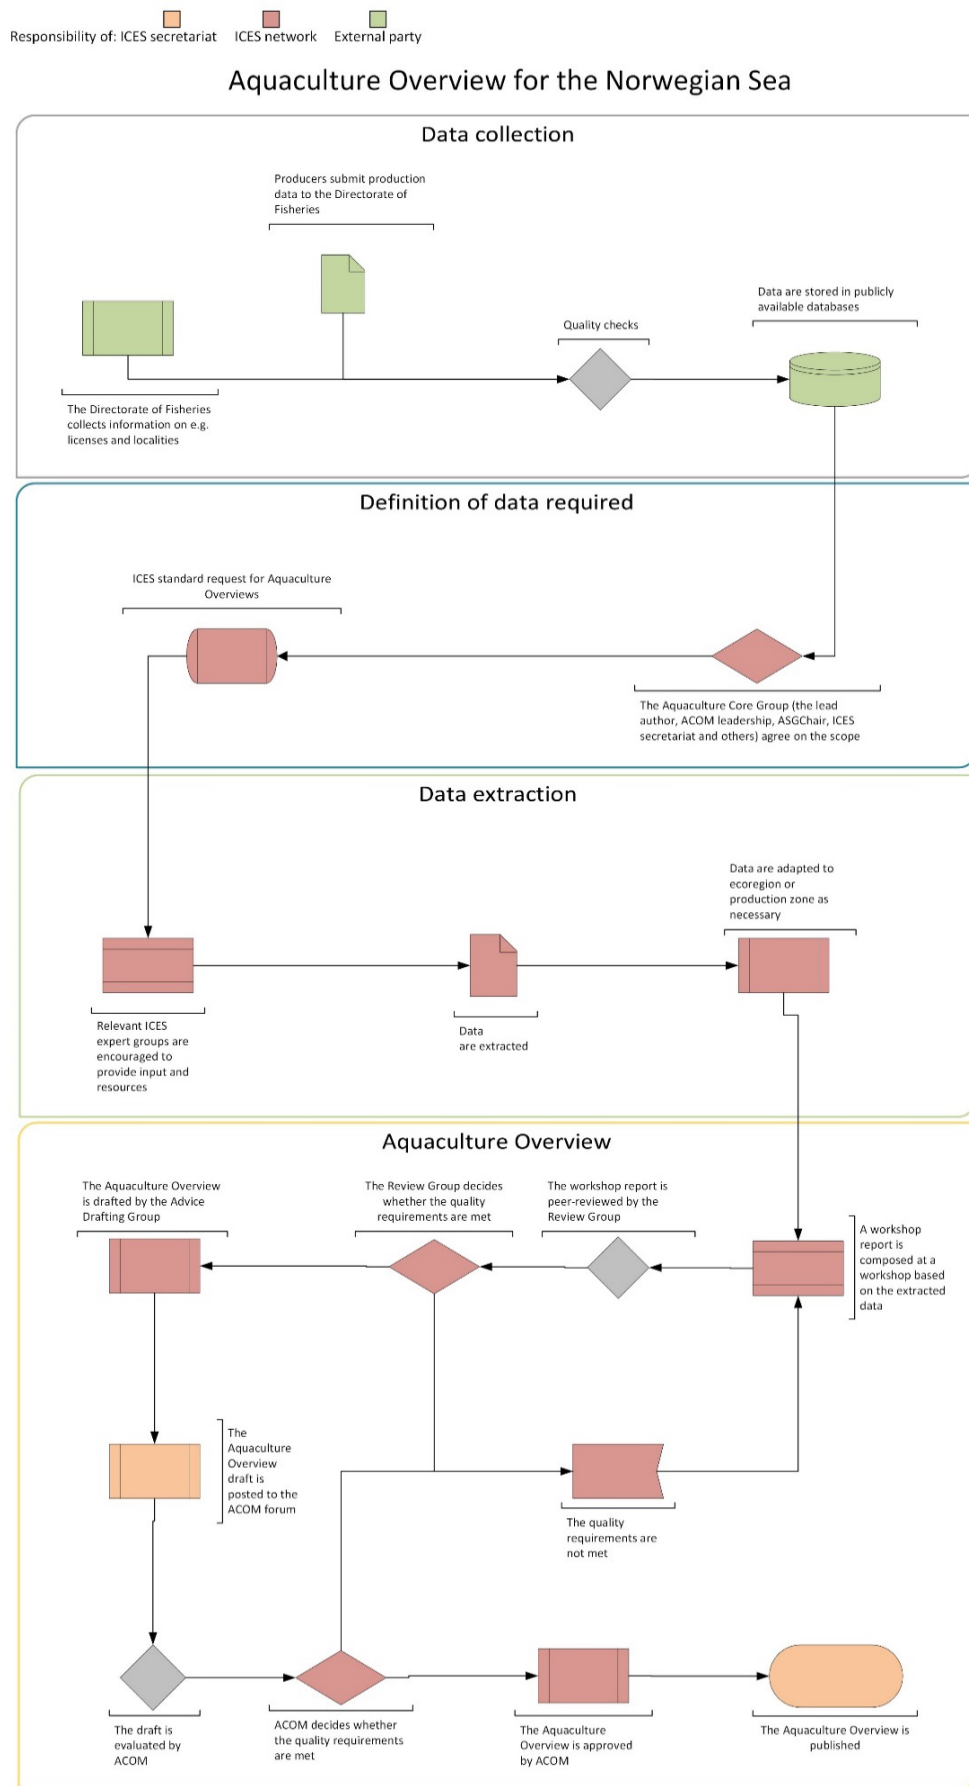 Responsibility of: ICES secretariat ICES network External party
Aquaculture Overview for the Norwegian Sea
Data collection
Producers submit production
data to the Directorate of
Fisheries
Data are stored in publicly
available databases
Quality checks
The Directorate of Fisheries
collects information on e.g.
licenses and localities
Definition of data required
ICES standard request for Aquaculture
Overviews
The Aquaculture Core Group (the lead
author, ACOM leadership, ASGChair, ICES
secretariat and others) agree on the scope
Data extraction
Data are adapted to
ecoregion or
production zone as
necessary
Relevant ICES
expert groups are
encouraged to
provide input and
resources
Data
are extracted
Aquaculture Overview
The Aquaculture Overview
is drafted by the Advice
Drafting Group
The Review Group decides
whether the quality
requirements are met
The workshop report is
peer-reviewed by the
Review Group
A workshop
report is
composed at a
workshop based
on the extracted
data
The
Aquaculture
Overview
draft is
posted to the
ACOM forum
The quality
requirements are
not met
The draft is
evaluated by
ACOM
ACOM decides whether
the quality requirements
are met
The Aquaculture
Overview is approved
by ACOM
The Aquaculture Overview is
published